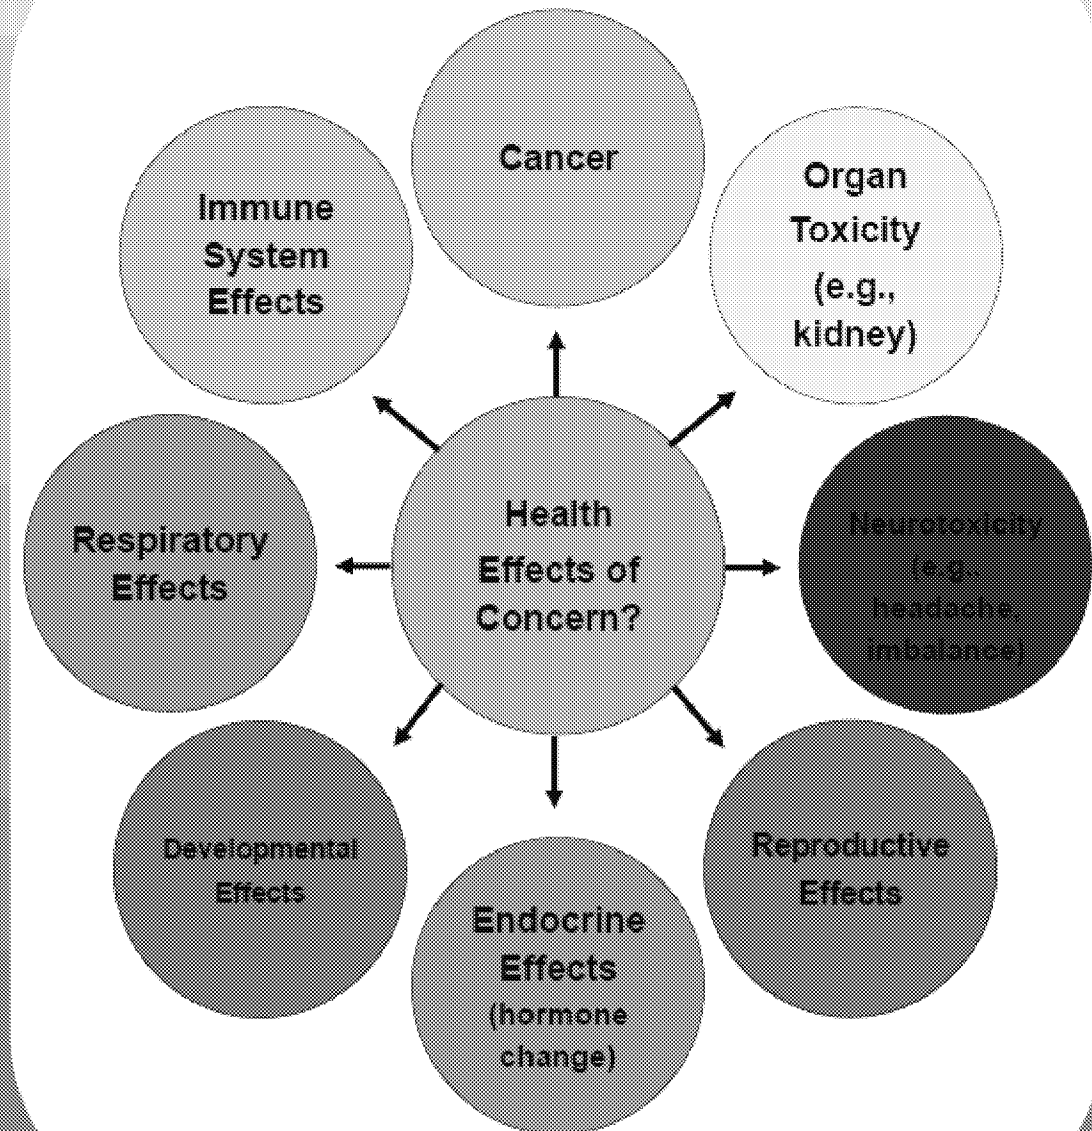 Cancer
Organ
Toxicity
(e.g.,
kidney)
Immune
System
Effects
Health
Effects of
Concern?
Neurotoxicity
(e.g.,
headache,
imbalance)
Respiratory
Effects
Reproductive
Effects
Developmental
Effects
Endocrine
Effects
(hormone
change)